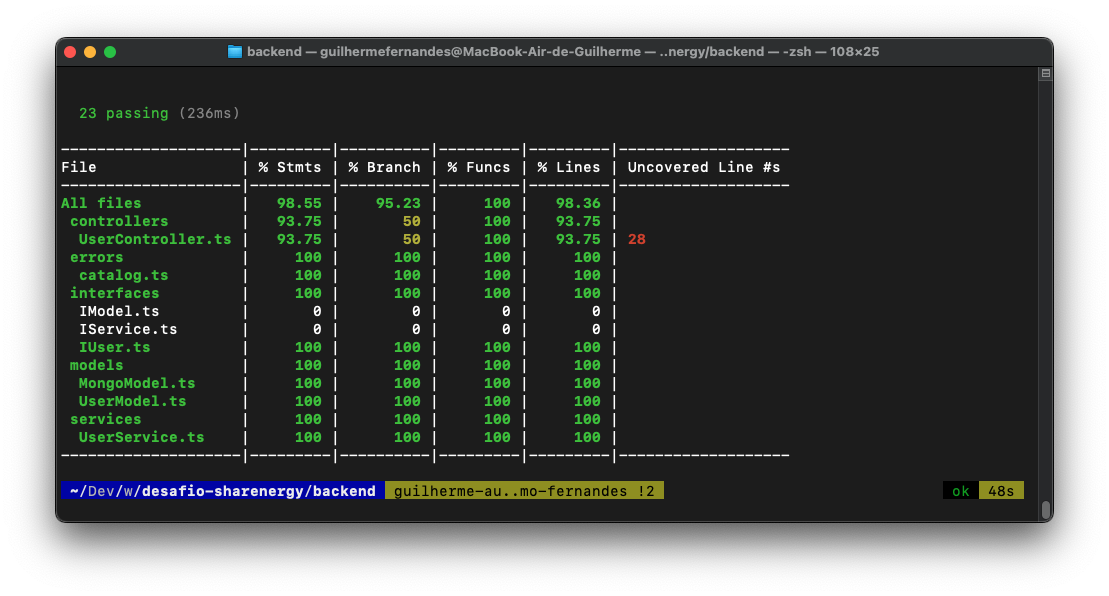 backend — guilhermefernandes@MacBook-Air-de-Guilherme — ..nergy/backend — -zsh — 108×25
23 passing (236ms)
--------------------|---------|----------|---------|---------|-------------------
File                | % Stmts | % Branch | % Funcs | % Lines | Uncovered Line #s
--------------------|---------|----------|---------|---------|-------------------
All files           |   98.55 |    95.23 |     100 |   98.36 |
 controllers        |   93.75 |       50 |     100 |   93.75 |
  UserController.ts |   93.75 |       50 |     100 |   93.75 | 28
 errors             |     100 |      100 |     100 |     100 |
  catalog.ts        |     100 |      100 |     100 |     100 |
 interfaces         |     100 |      100 |     100 |     100 |
  IModel.ts         |       0 |        0 |       0 |       0 |
  IService.ts       |       0 |        0 |       0 |       0 |
  IUser.ts          |     100 |      100 |     100 |     100 |
 models             |     100 |      100 |     100 |     100 |
  MongoModel.ts     |     100 |      100 |     100 |     100 |
  UserModel.ts      |     100 |      100 |     100 |     100 |
 services           |     100 |      100 |     100 |     100 |
  UserService.ts    |     100 |      100 |     100 |     100 |
--------------------|---------|----------|---------|---------|-------------------
~/Dev/w/desafio-sharenergy/backend guilherme-au..mo-fernandes !2 ok 48s